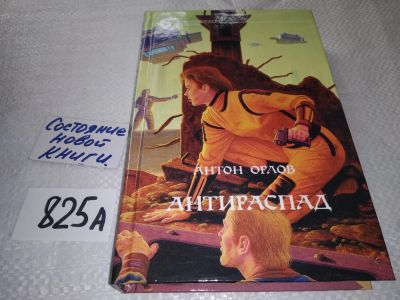 Состояние
новой
книги.
825А
АНТОН ОРЛОВ
АНТИРАСПАД